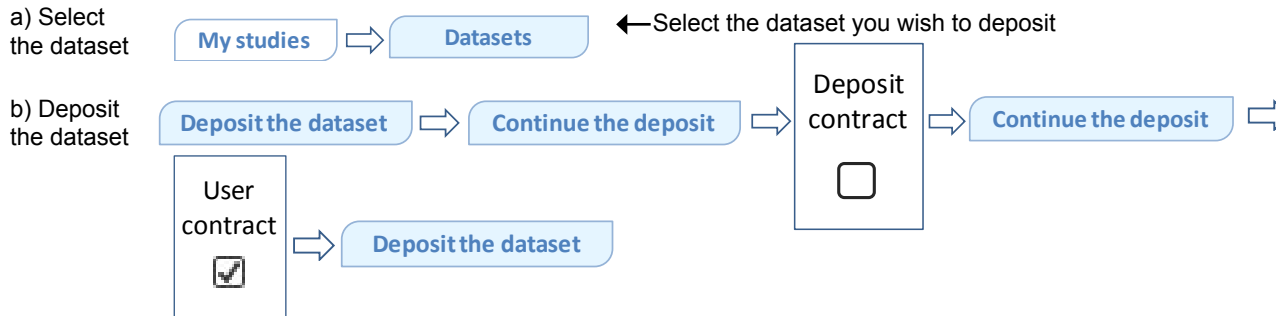 a) Select
the dataset
My studies
Datasets
Select the dataset you wish to deposit
b) Deposit
the dataset
Deposit the dataset
Continue the deposit
Deposit
contract
Continue the deposit
User
contract
Deposit the dataset